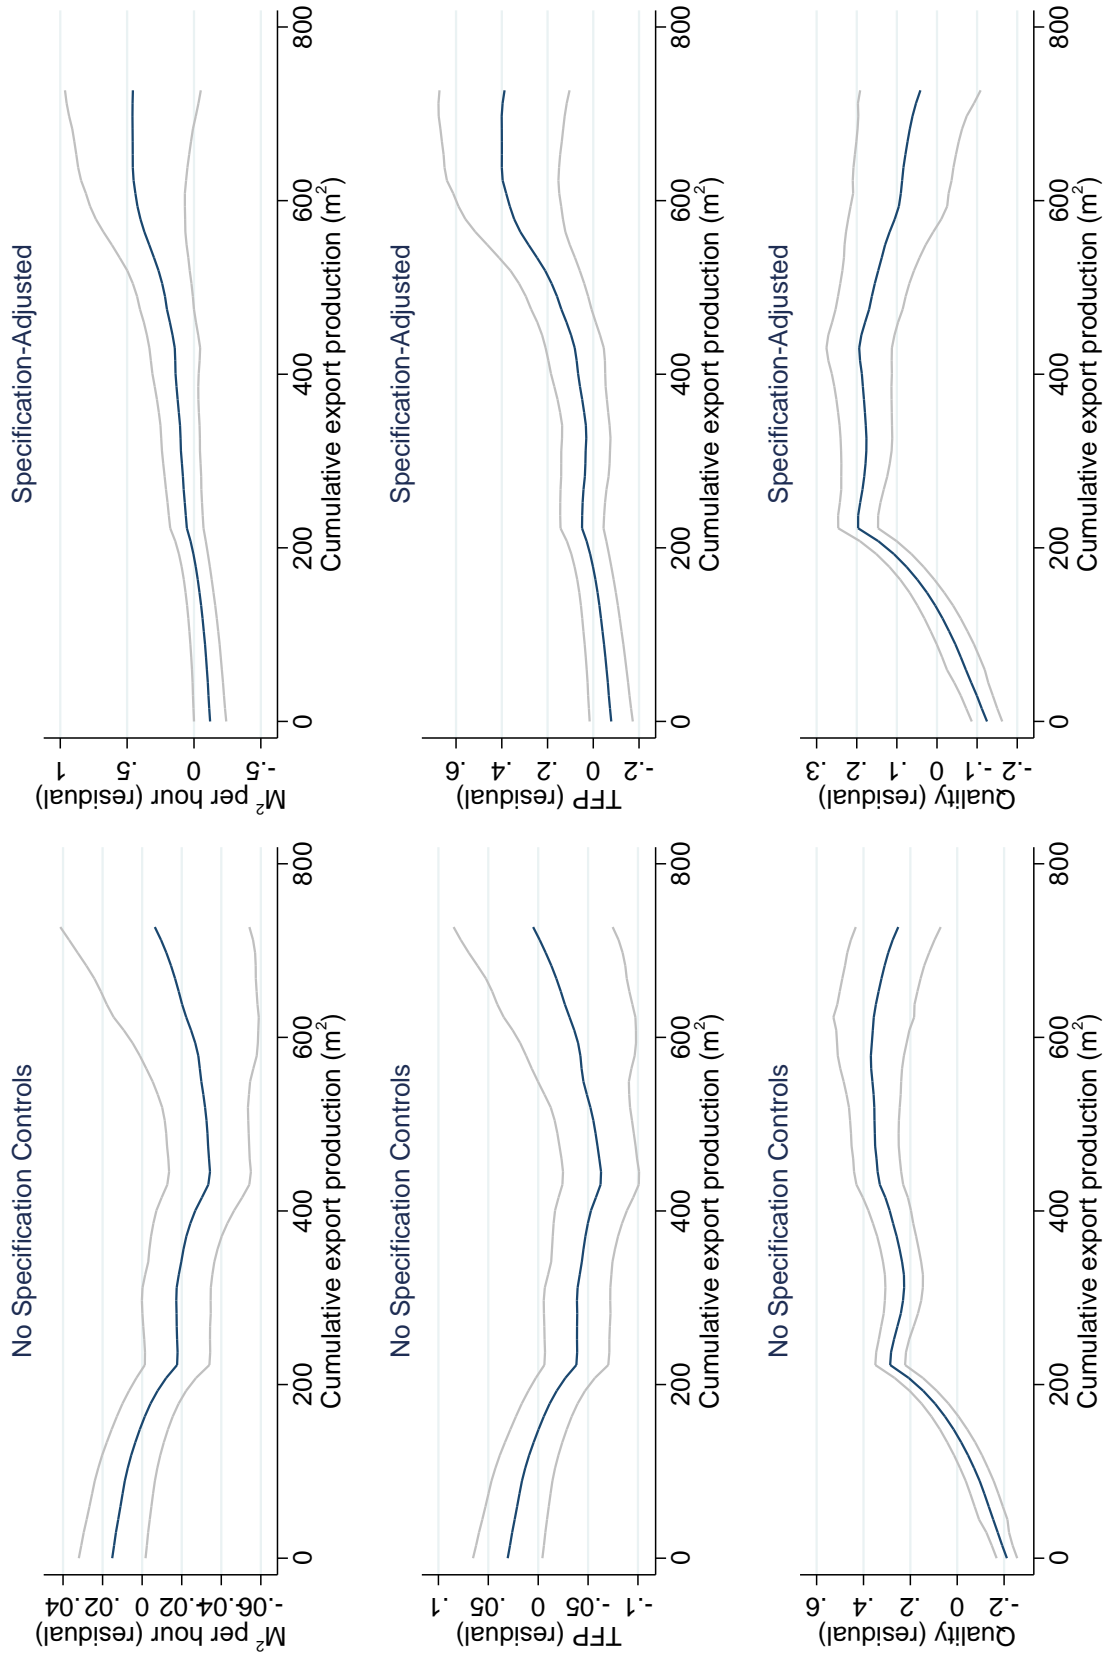 No Specification Controls
M² per hour (residual)
.04
.02
0
-.02
-.04
-.06
0 200 400 600 800
Cumulative export production (m²)
Specification-Adjusted
M² per hour (residual)
1
.5
0
-.5
0 200 400 600 800
Cumulative export production (m²)
No Specification Controls
TFP (residual)
.1
.05
0
-.05
-.1
0 200 400 600 800
Cumulative export production (m²)
Specification-Adjusted
TFP (residual)
.6
.4
.2
0
-.2
0 200 400 600 800
Cumulative export production (m²)
No Specification Controls
Quality (residual)
.6
.4
.2
0
-.2
0 200 400 600 800
Cumulative export production (m²)
Specification-Adjusted
Quality (residual)
.3
.2
.1
0
-.1
-.2
0 200 400 600 800
Cumulative export production (m²)